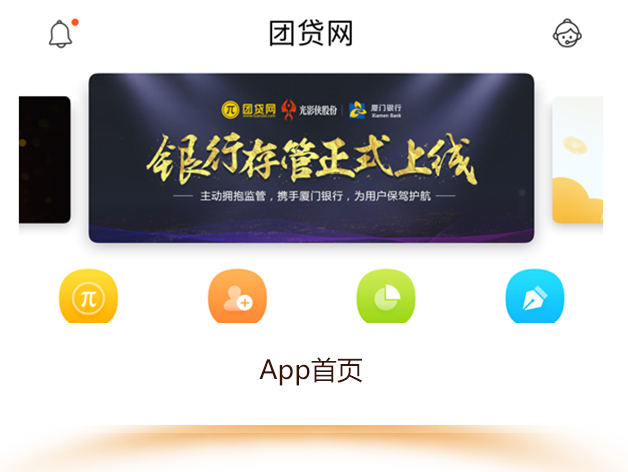 团贷网
团贷网 光影侠股份 厦门银行
Xiamen Bank
银行存管正式上线
主动拥抱监管，携手厦门银行，为用户保驾护航
π
App首页